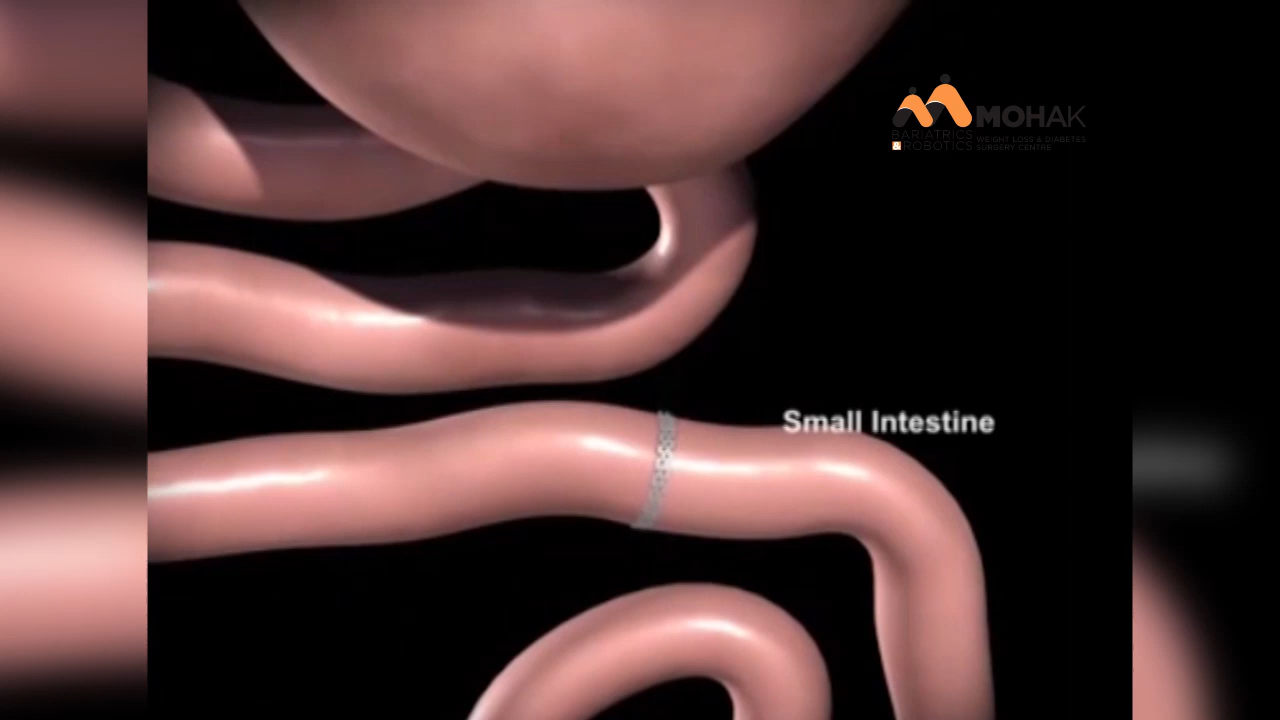 MOHAK
BARIATRICS
& ROBOTICS
WEIGHT LOSS & DIABETES
SURGERY CENTRE
Small Intestine